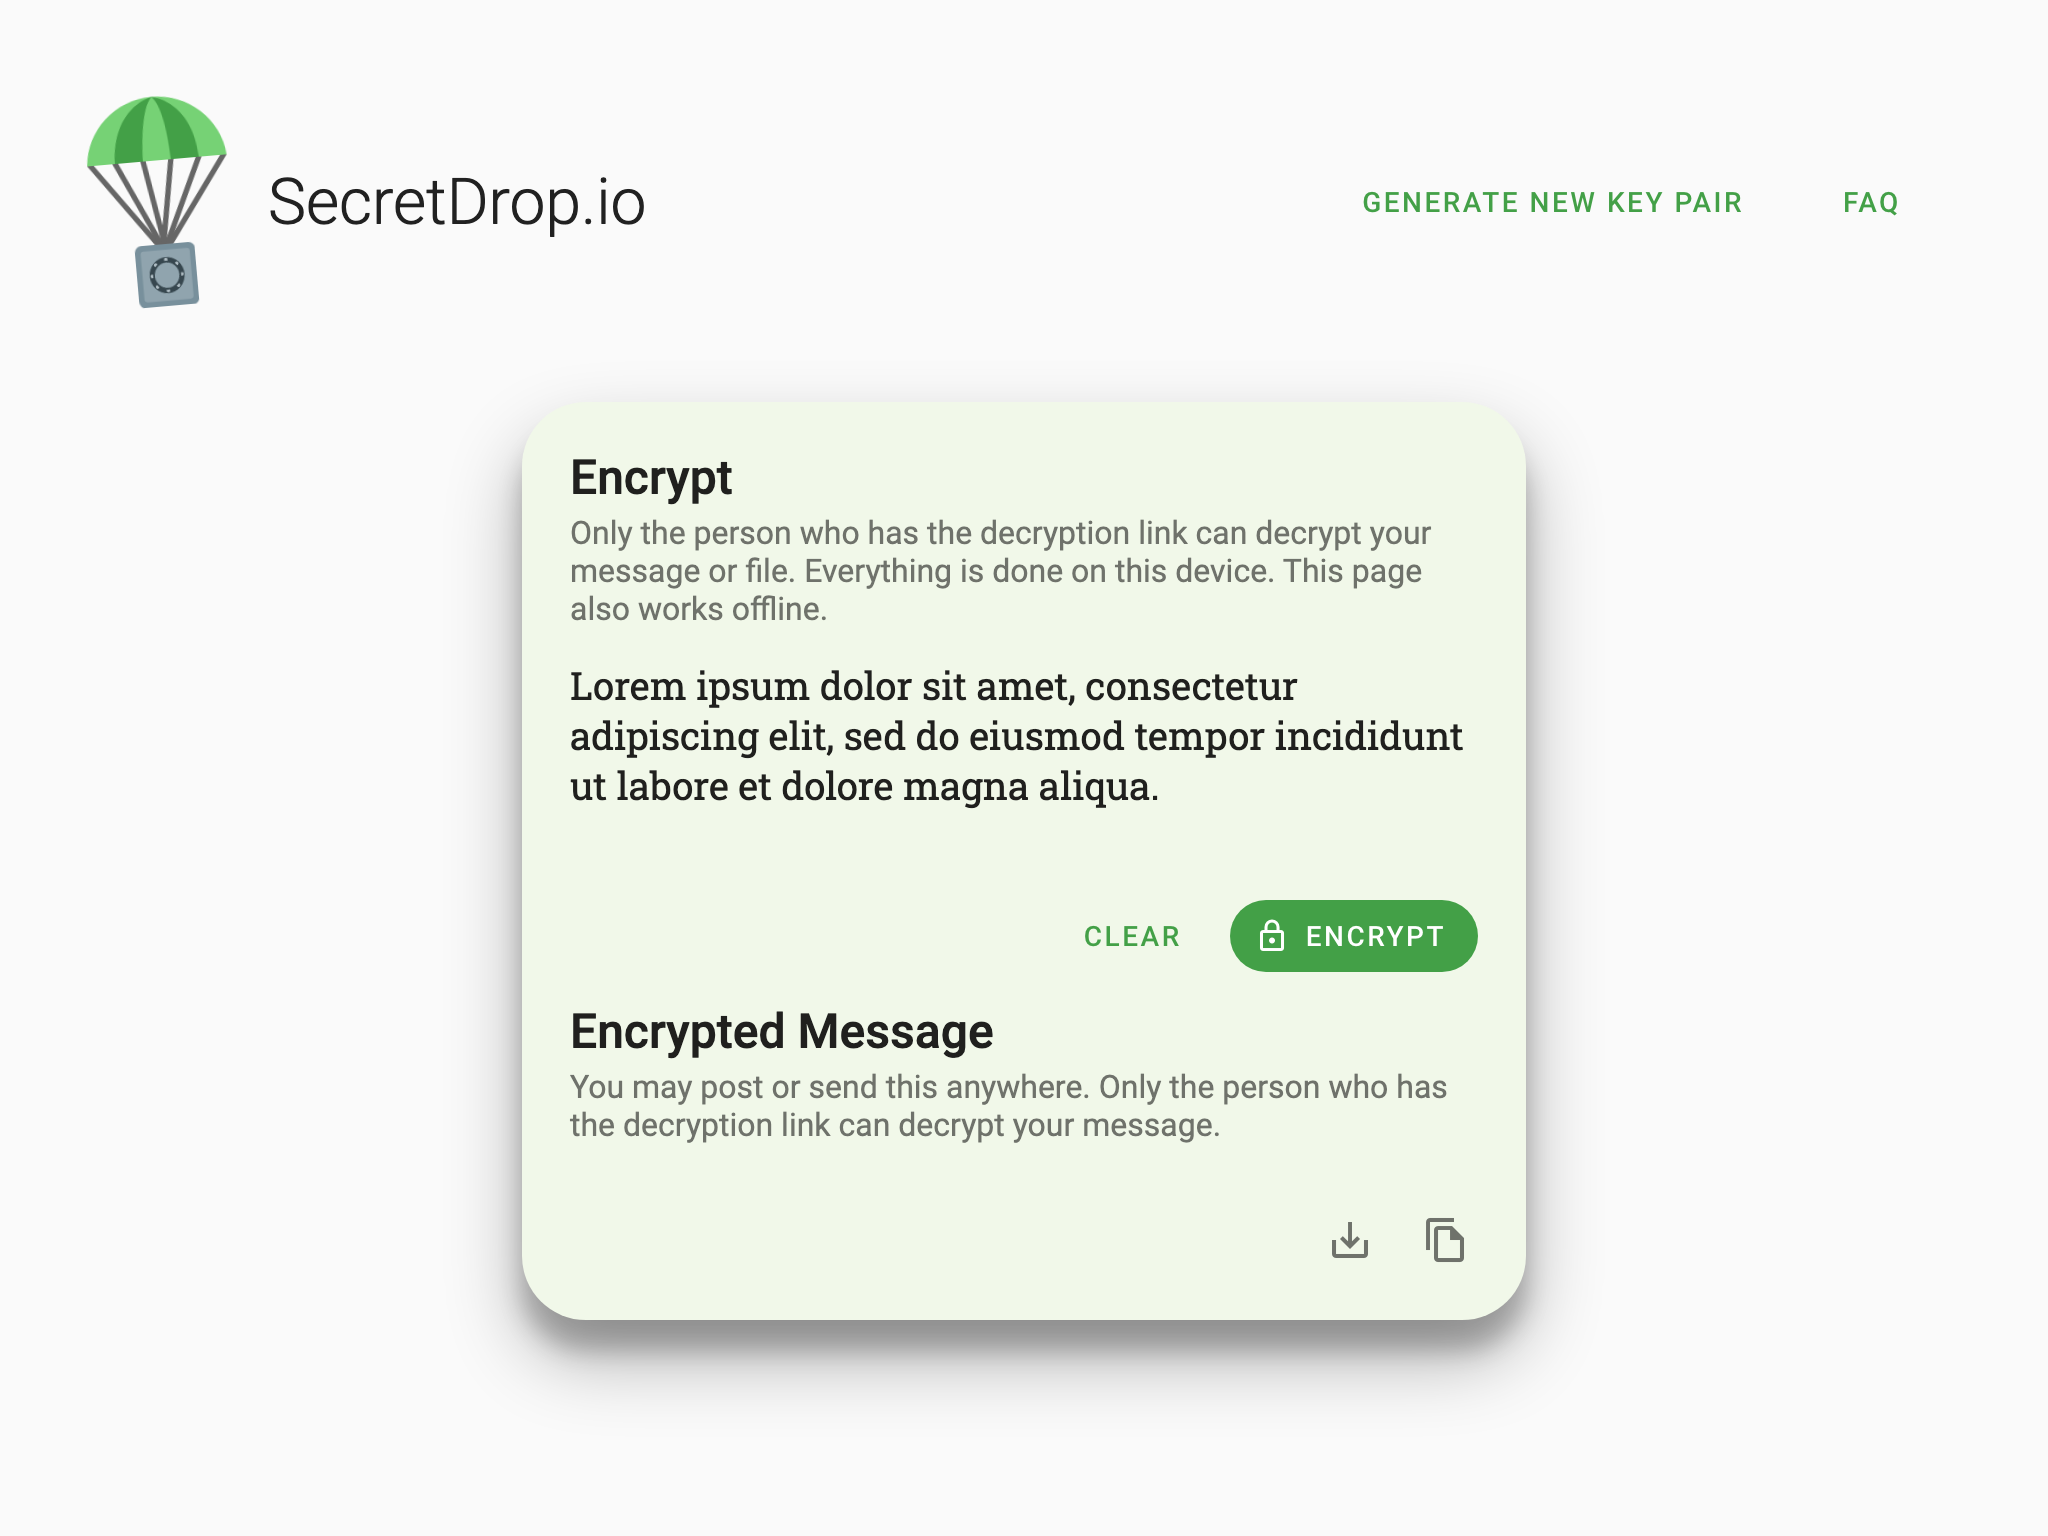 SecretDrop.io
GENERATE NEW KEY PAIR
FAQ
Encrypt
Only the person who has the decryption link can decrypt your
message or file. Everything is done on this device. This page
also works offline.
Lorem ipsum dolor sit amet, consectetur
adipiscing elit, sed do eiusmod tempor incididunt
ut labore et dolore magna aliqua.
CLEAR
ENCRYPT
Encrypted Message
You may post or send this anywhere. Only the person who has
the decryption link can decrypt your message.